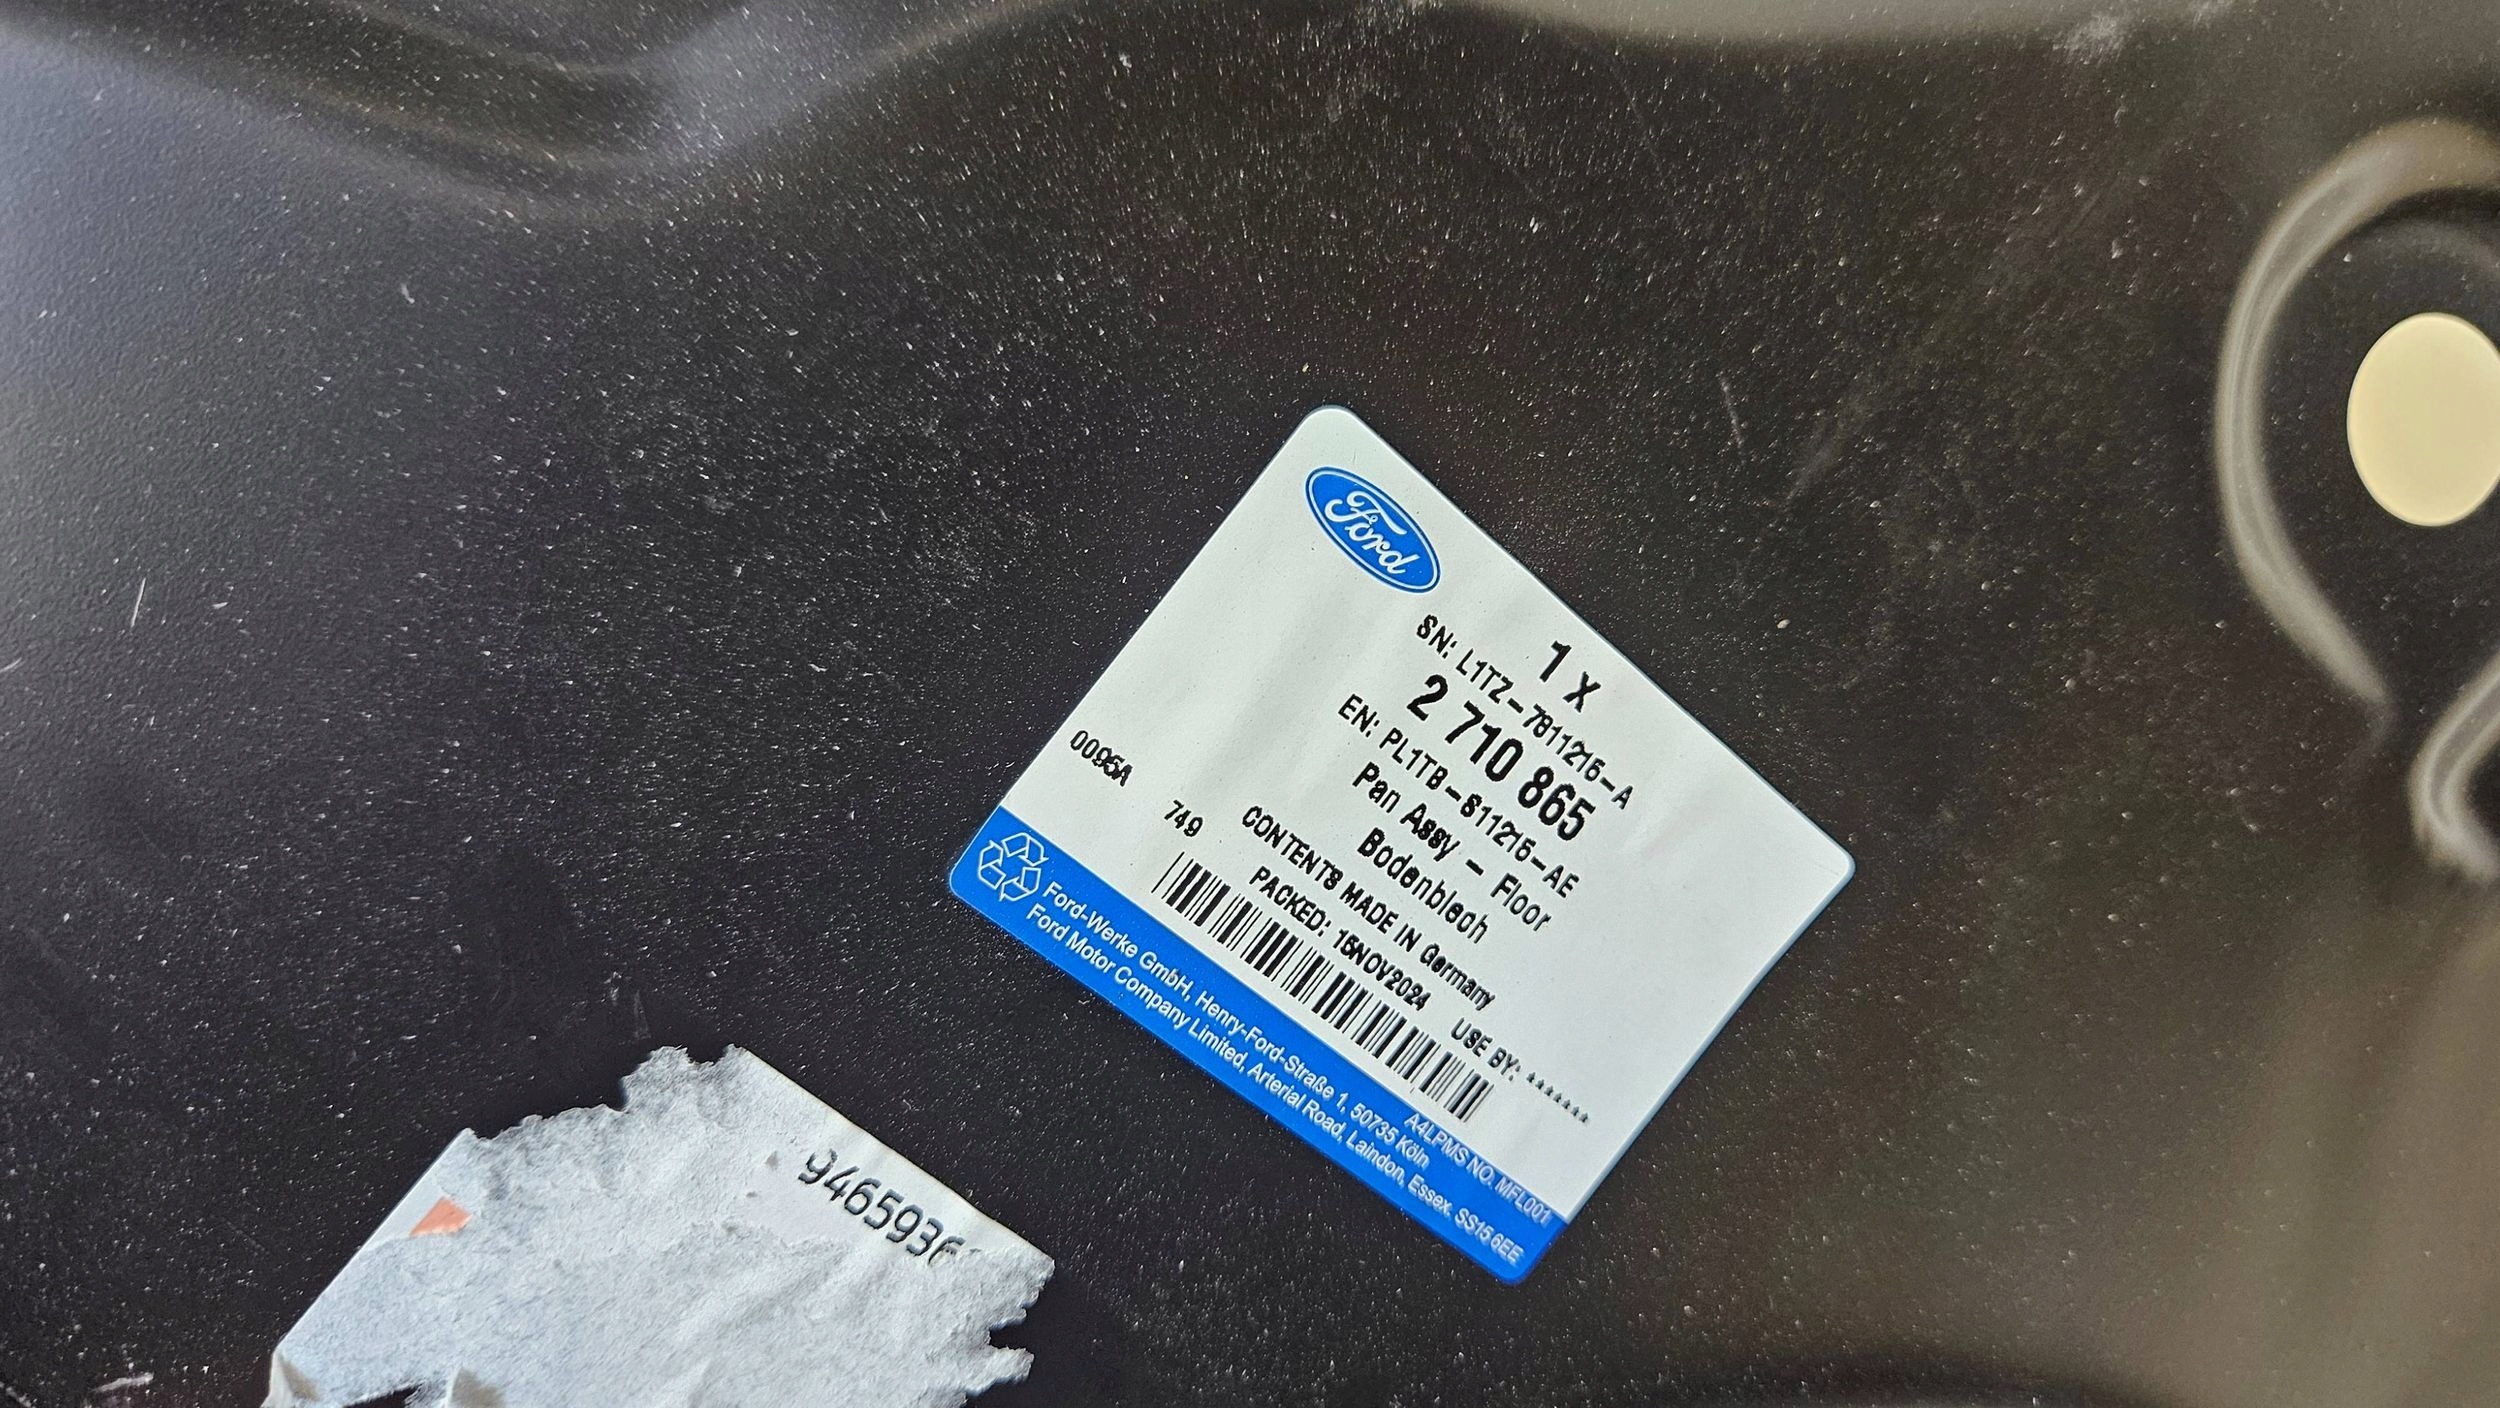 Ford
1 X
SN: L1TZ-7811215-A
2 710 865
EN: PL1TB-S11215-AE
Pan Assy - Floor
Bodenblech
CONTENTS MADE IN Germany
PACKED: 15NOV2024
USE BY: *******
0095A
749
A4LPMS NO. MFL001
Ford-Werke GmbH, Henry-Ford-Straße 1, 50735 Köln
Ford Motor Company Limited, Arterial Road, Laindon, Essex. SS15 6EE
9465936